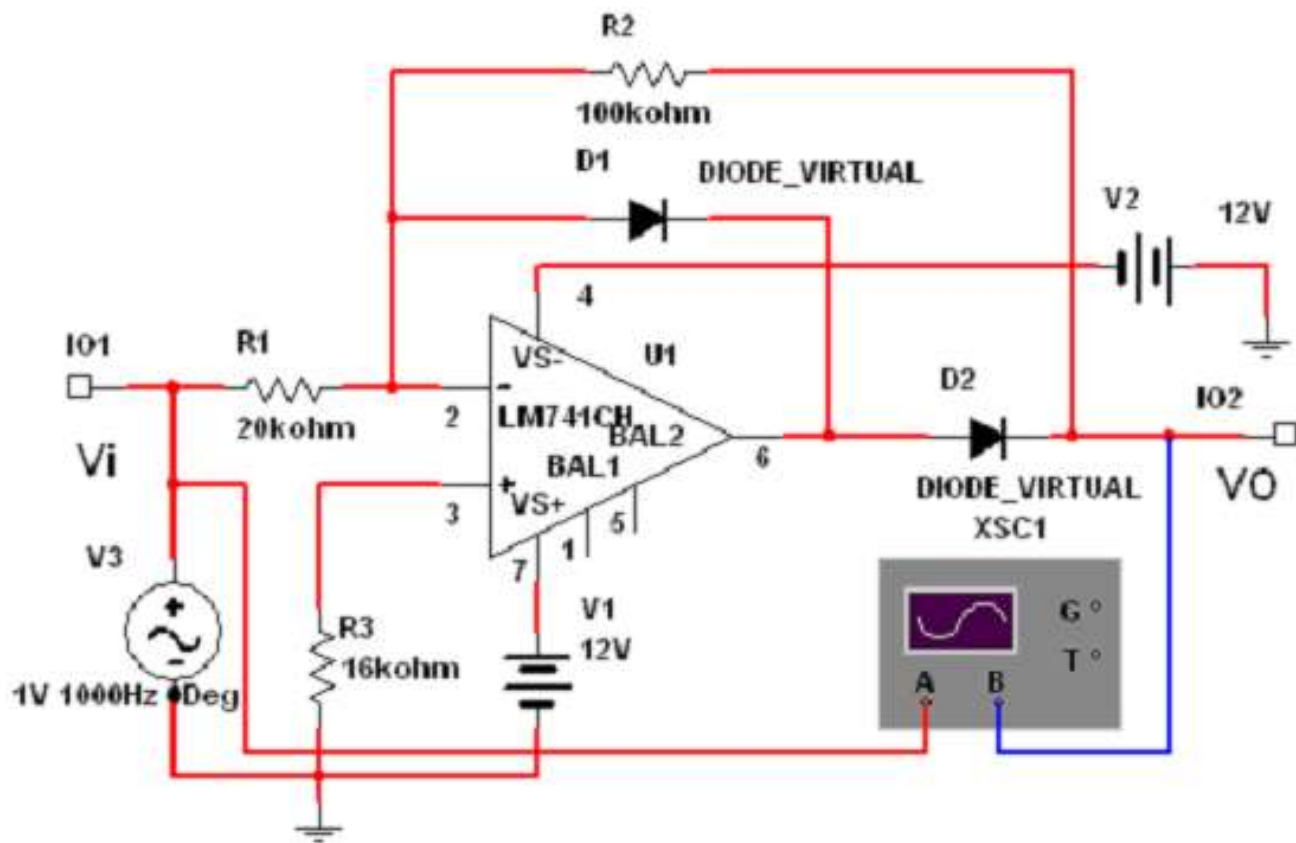 R2
100kohm
D1
DIODE_VIRTUAL
V2
12V
4
IO1
R1
VS-
U1
D2
IO2
-
2
LM741CH
20kohm
BAL2
6
Vi
BAL1
VO
+
3
VS+
5
DIODE_VIRTUAL
XSC1
1
7
V3
V1
G
+
R3
12V
T
16kohm
-
A
B
1V 1000Hz 0Deg